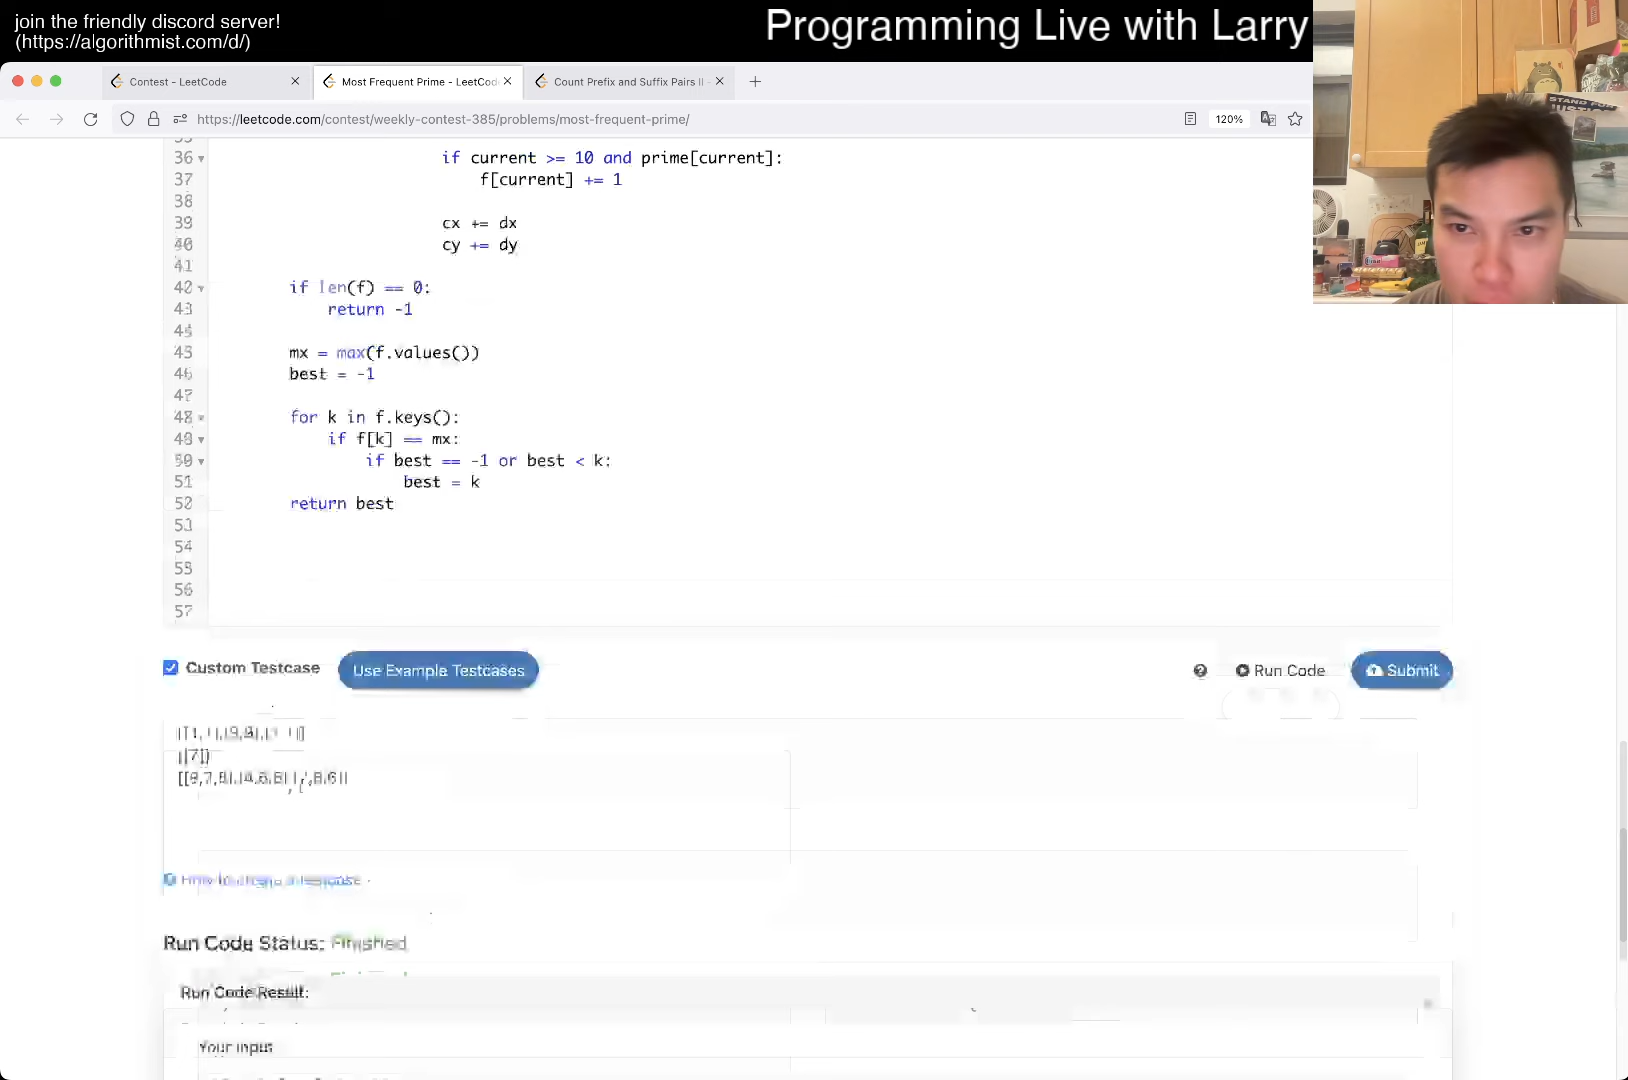 join the friendly discord server!
(https://algorithmist.com/d/)
Programming Live with Larry
Contest - LeetCode
Most Frequent Prime - LeetCod
Count Prefix and Suffix Pairs II -
https://leetcode.com/contest/weekly-contest-385/problems/most-frequent-prime/
120%
STAND FOR
36 if current >= 10 and prime[current]:
37 f[current] += 1
38
39 cx += dx
40 cy += dy
41
42 if len(f) == 0:
43 return -1
44
45 mx = max(f.values())
46 best = -1
47
48 for k in f.keys():
49 if f[k] == mx:
50 if best == -1 or best < k:
51 best = k
52 return best
53
54
55
56
57
Custom Testcase
Use Example Testcases
Run Code
Submit
Run Code Status: Finished
Run Code Result:
Your input